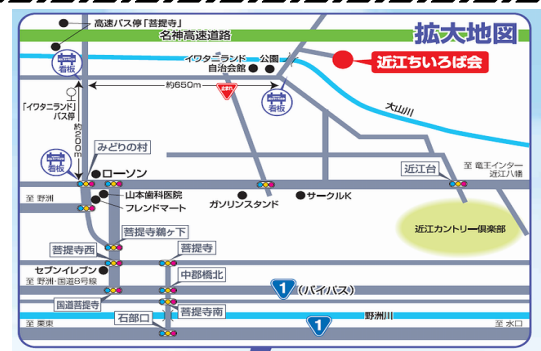 高速バス停「菩提寺」
名神高速道路
拡大地図
イワタニランド
自治会館
公園
近江ちいろば会
看板
約650m
看板
「イワタニランド」
バス停
約200m
大山川
看板
みどりの村
ローソン
近江台
至 竜王インター
近江八幡
至 野洲
山本歯科医院
フレンドマート
ガソリンスタンド
サークルK
近江カントリー倶楽部
菩提寺鵜ヶ下
菩提寺西
菩提寺
セブンイレブン
至 野洲・国道8号線
中郡橋北
1
(バイパス)
国道菩提寺
菩提寺南
野洲川
至 栗東
石部口
1
至 水口